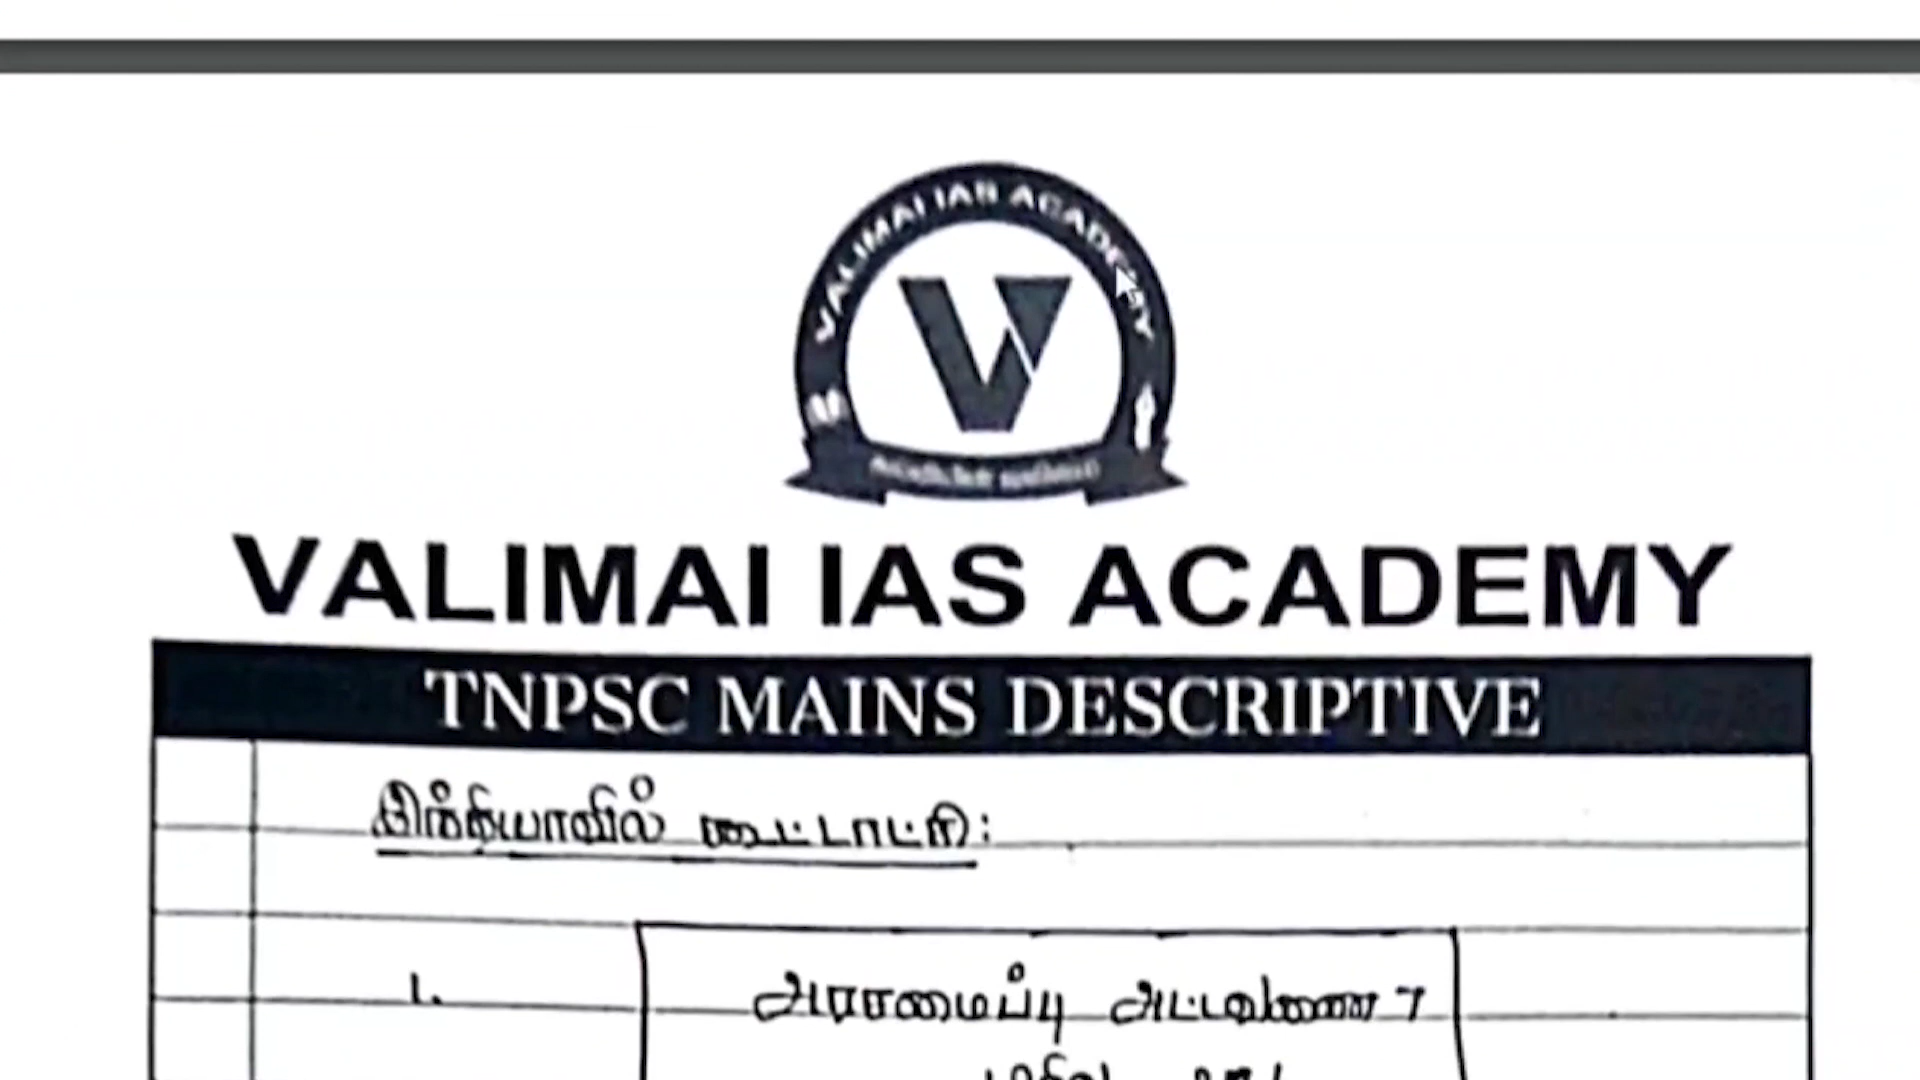 VALIMAI IAS ACADEMY
V
VALIMAI IAS ACADEMY
TNPSC MAINS DESCRIPTIVE
இந்தியாவில் கூட்டாட்சி:
1. அரசமைப்பு அட்டவணை 7